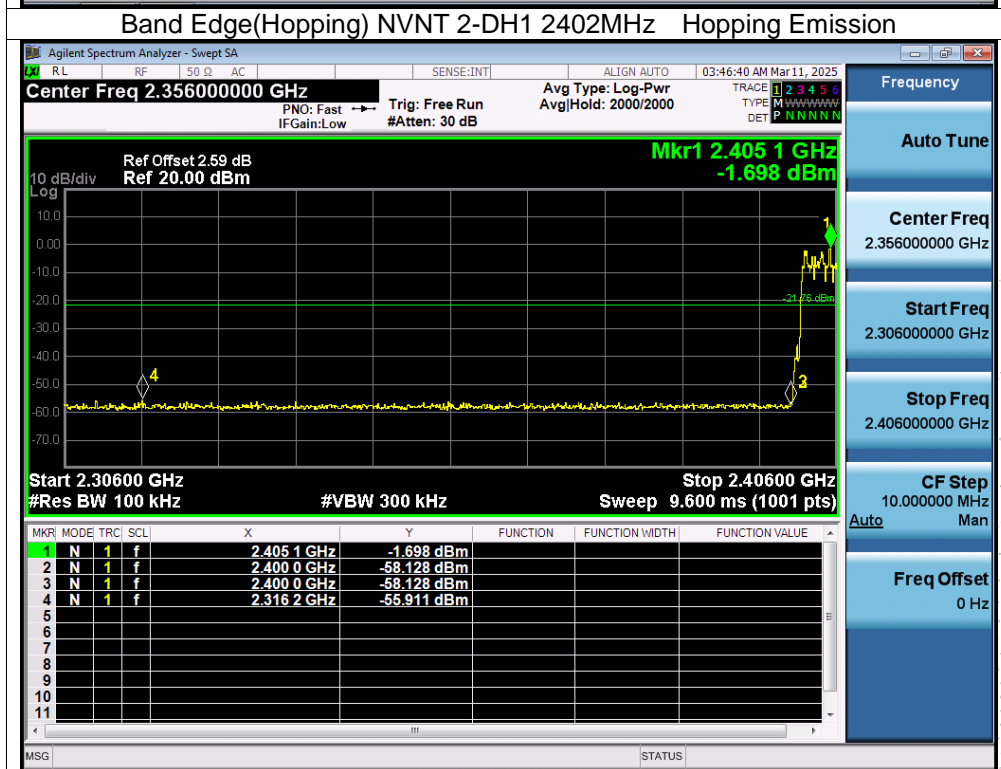 Band Edge(Hopping) NVNT 2-DH1 2402MHz Hopping Emission
Agilent Spectrum Analyzer - Swept SA
LXI RL RF 50 Ω AC SENSE:INT ALIGN AUTO 03:46:40 AM Mar 11, 2025
Center Freq 2.356000000 GHz
PNO: Fast
IFGain:Low
Trig: Free Run
#Atten: 30 dB
Avg Type: Log-Pwr
Avg|Hold: 2000/2000
TRACE 1 2 3 4 5 6
TYPE M WWWWW
DET P N N N N N
Frequency
Auto Tune
Center Freq
2.356000000 GHz
Start Freq
2.306000000 GHz
Stop Freq
2.406000000 GHz
CF Step
10.000000 MHz
Auto Man
Freq Offset
0 Hz
Mkr1 2.405 1 GHz
-1.698 dBm
Ref Offset 2.59 dB
10 dB/div Ref 20.00 dBm
Log
10.0
0.00
-10.0
-20.0
-30.0
-40.0
-50.0
-60.0
-70.0
1
-21.76 dBm
4
3
Start 2.30600 GHz Stop 2.40600 GHz
#Res BW 100 kHz #VBW 300 kHz Sweep 9.600 ms (1001 pts)
MKR MODE TRC SCL X Y FUNCTION FUNCTION WIDTH FUNCTION VALUE
1 N 1 f 2.405 1 GHz -1.698 dBm
2 N 1 f 2.400 0 GHz -58.128 dBm
3 N 1 f 2.400 0 GHz -58.128 dBm
4 N 1 f 2.316 2 GHz -55.911 dBm
5
6
7
8
9
10
11
MSG STATUS